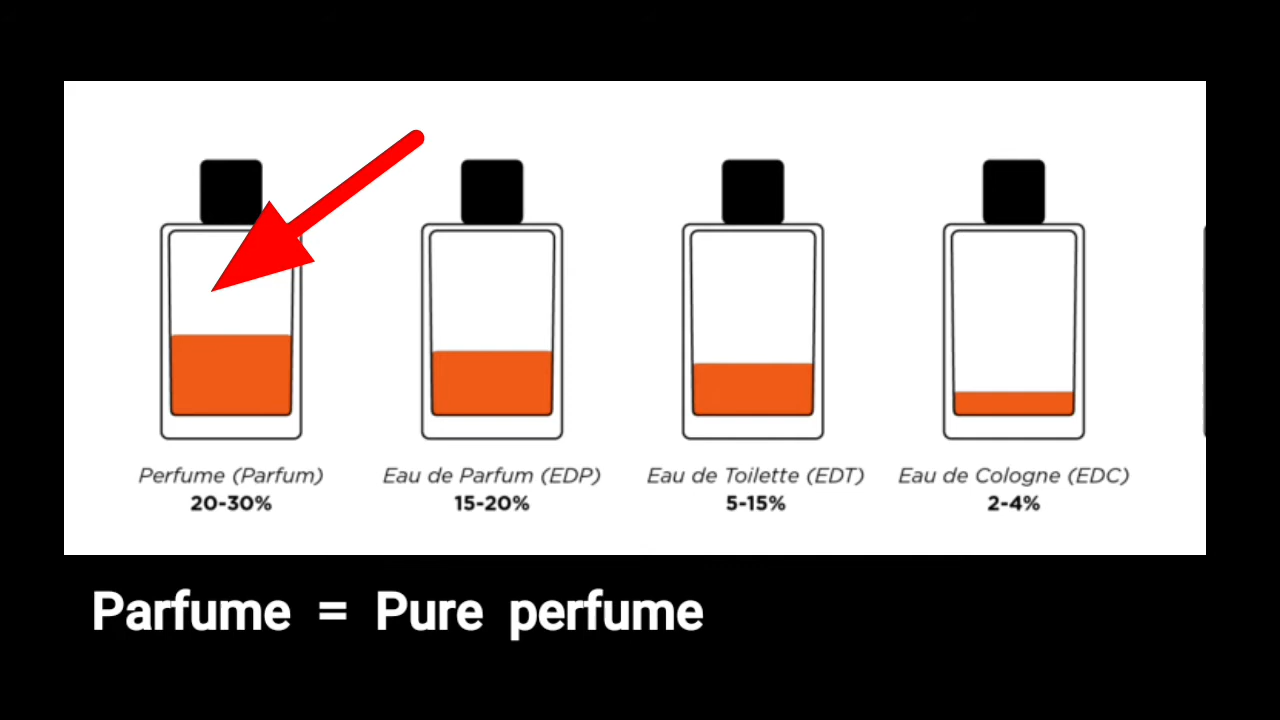 Perfume (Parfum) Eau de Parfum (EDP) Eau de Toilette (EDT) Eau de Cologne (EDC)
20-30% 15-20% 5-15% 2-4%
Parfume = Pure perfume